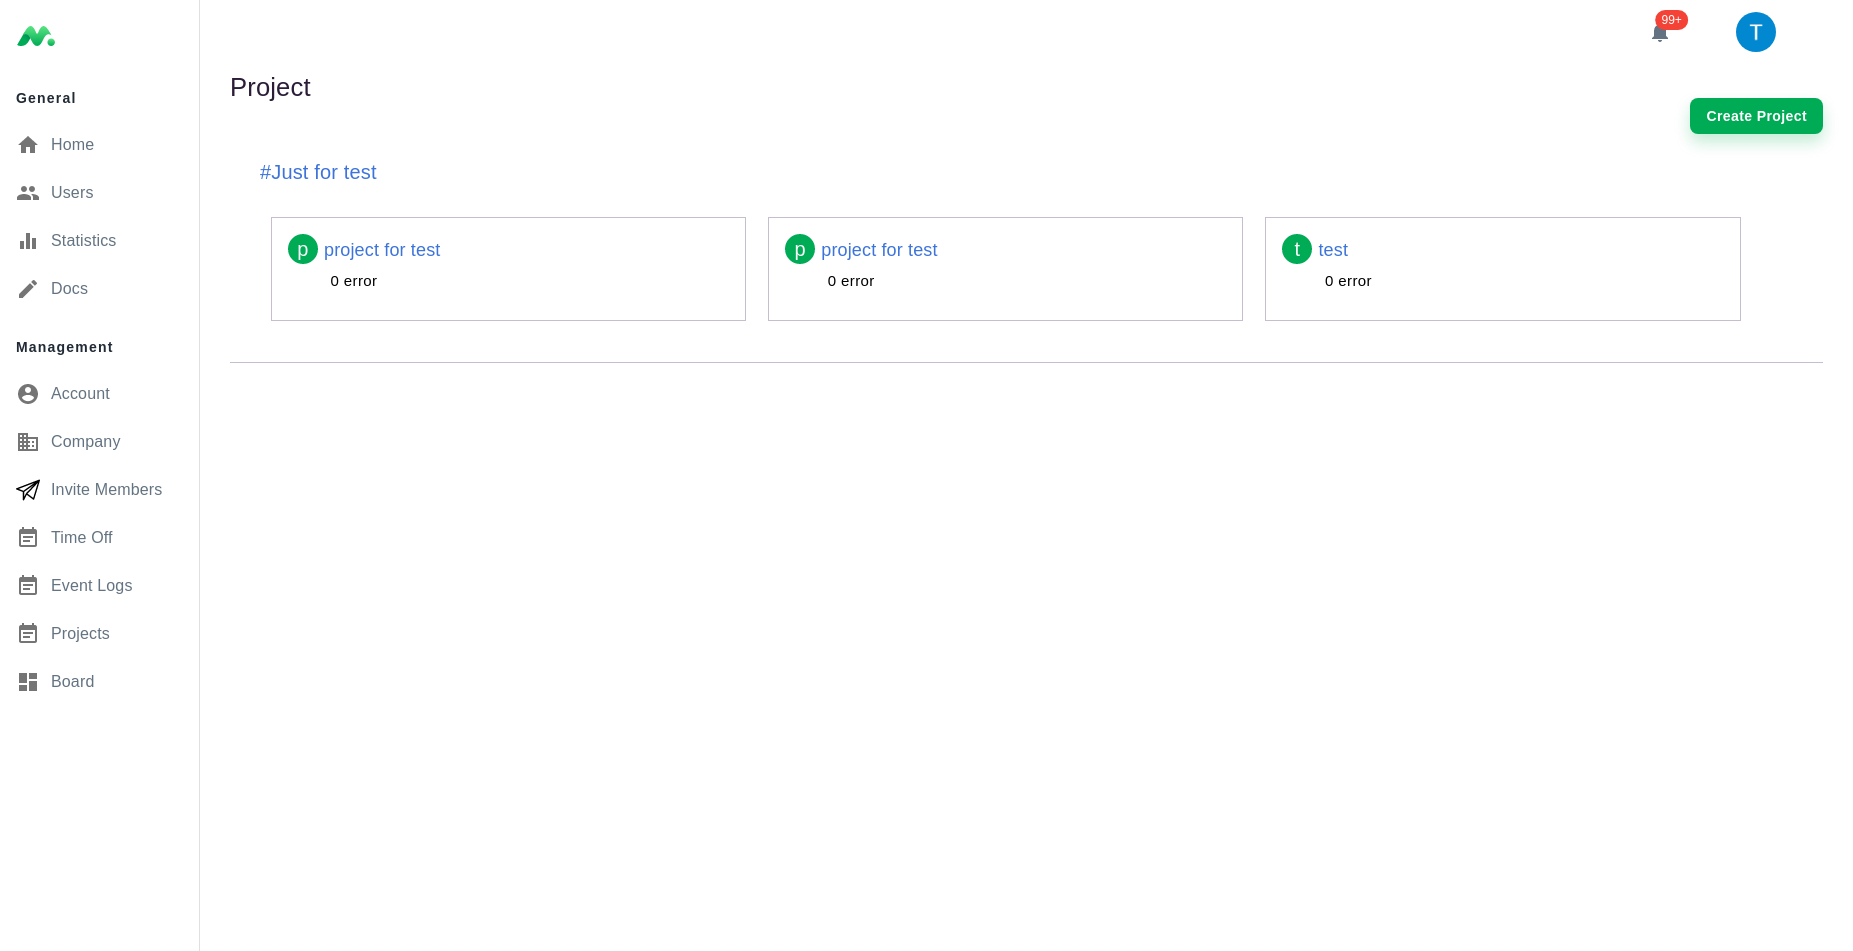 99+
T
General
Home
Users
Statistics
Docs
Management
Account
Company
Invite Members
Time Off
Event Logs
Projects
Board
Project
Create Project
#Just for test
p project for test
0 error
p project for test
0 error
t test
0 error